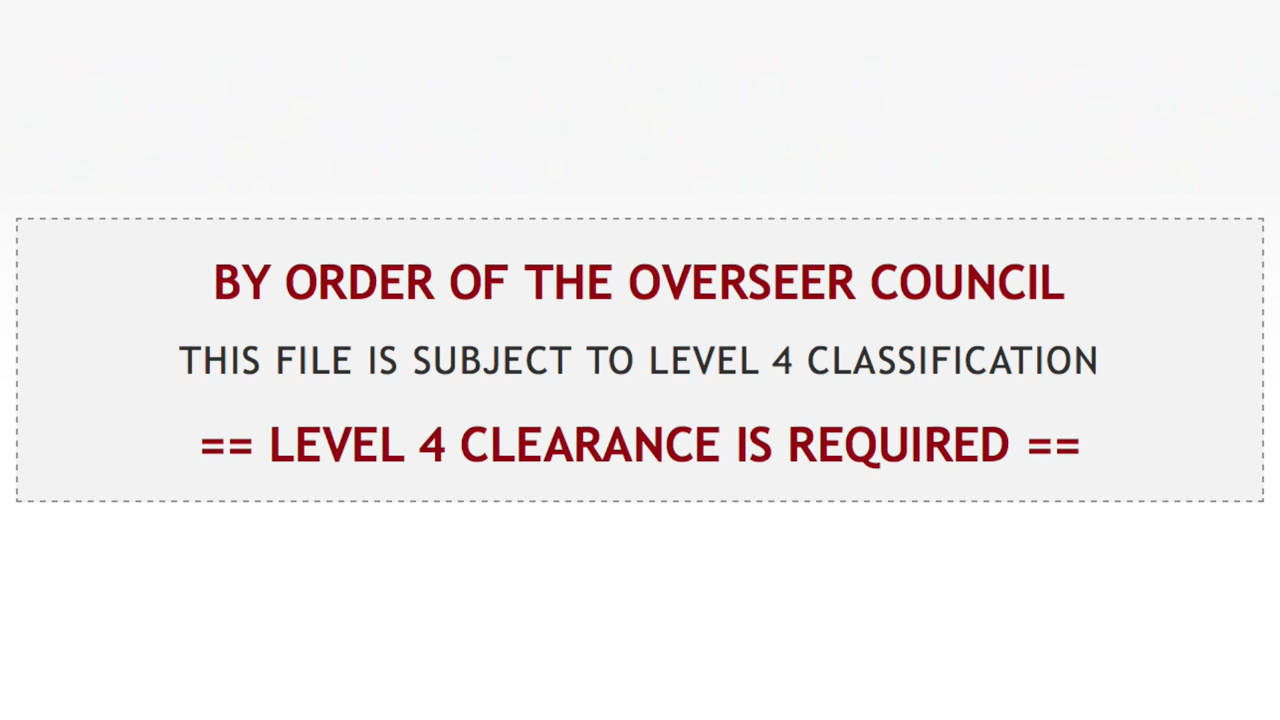 BY ORDER OF THE OVERSEER COUNCIL
THIS FILE IS SUBJECT TO LEVEL 4 CLASSIFICATION
== LEVEL 4 CLEARANCE IS REQUIRED ==